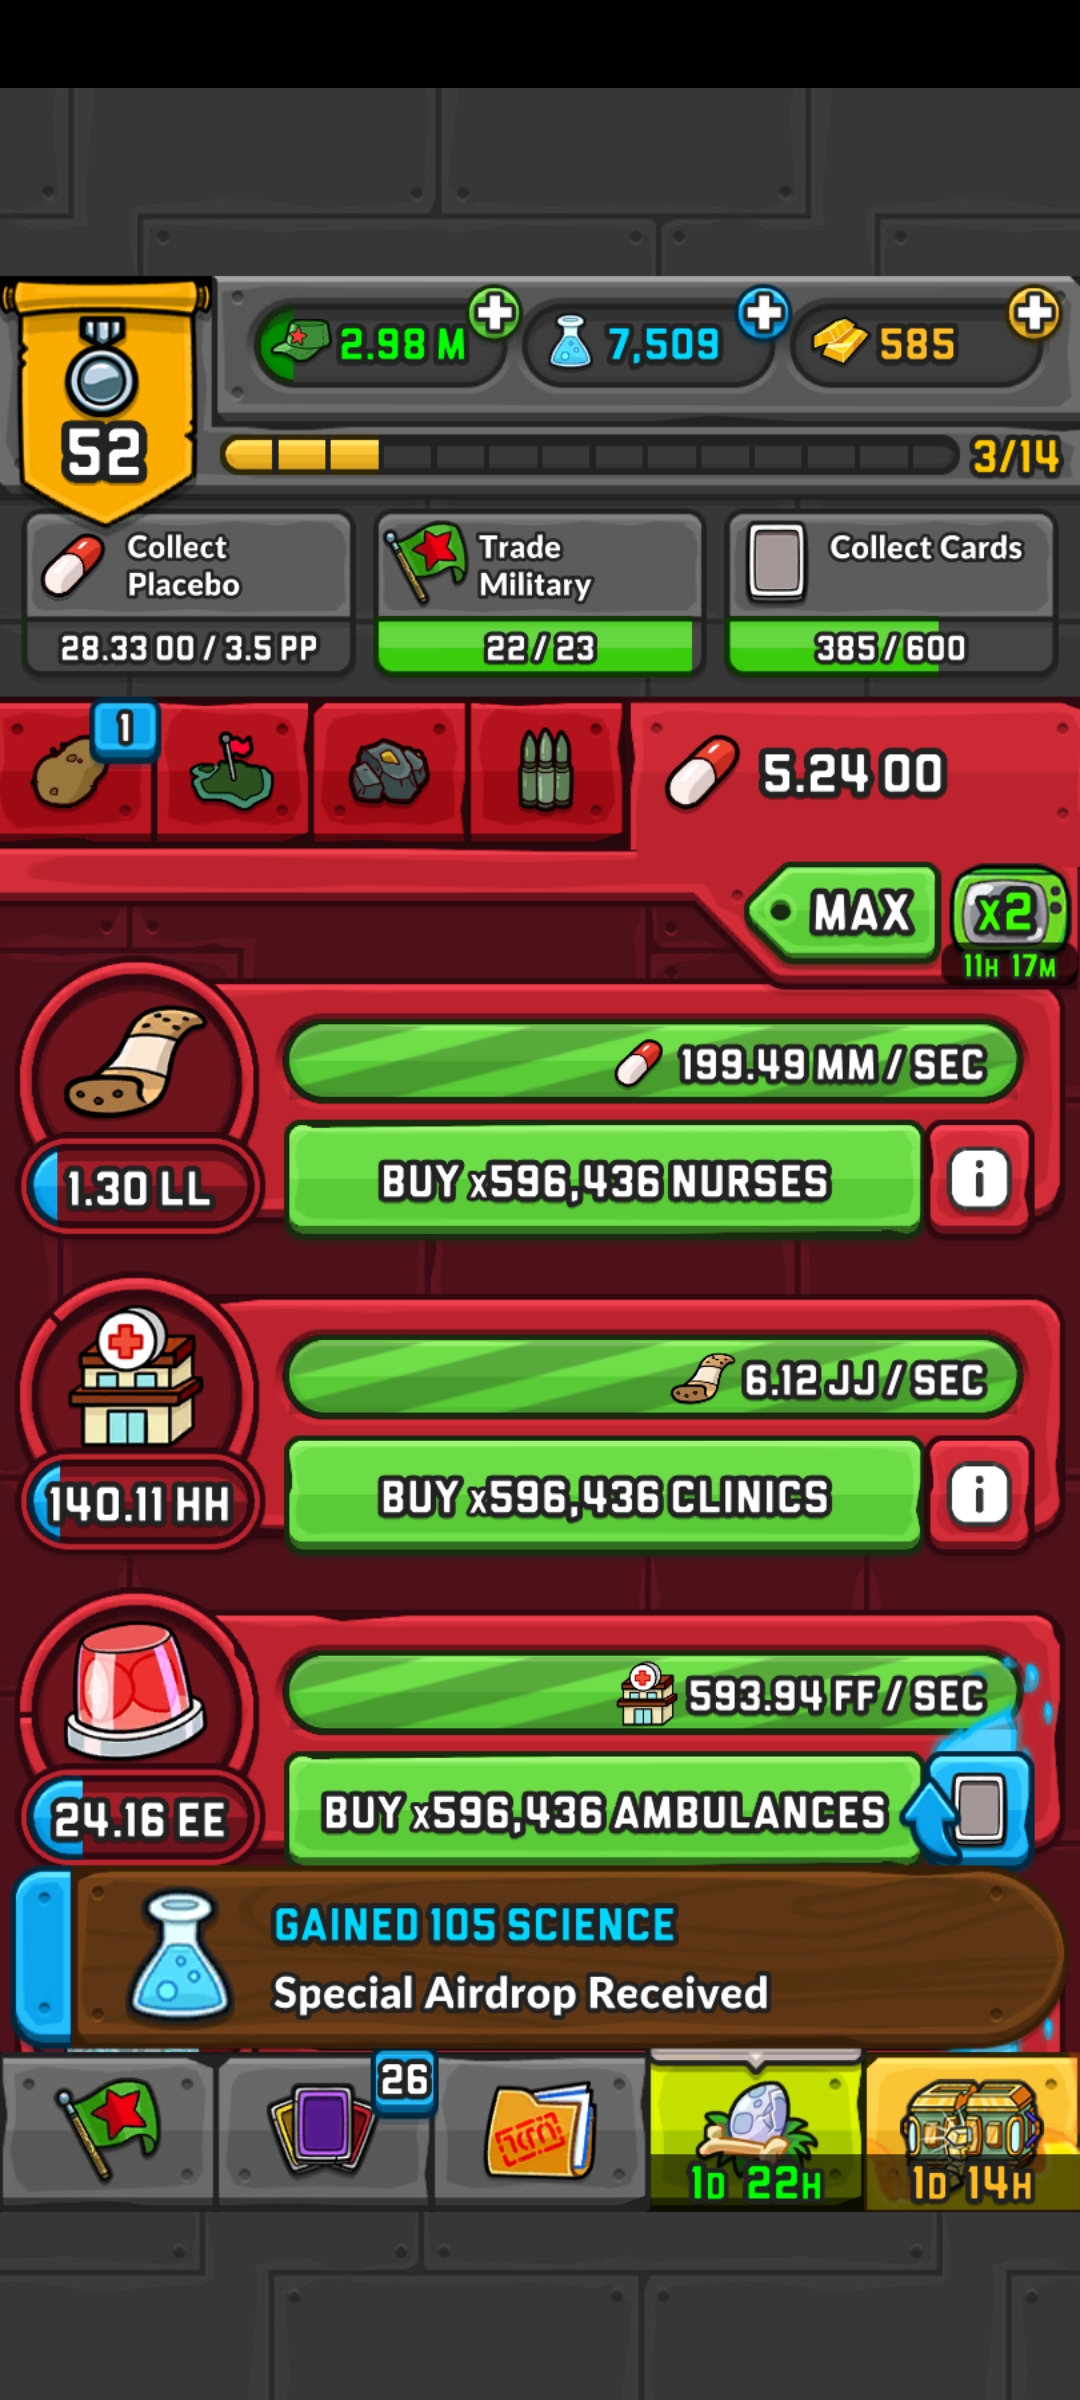 2.98 M
7,509
585
52
3/14
Collect
Placebo
28.33 OO / 3.5 PP
Trade
Military
22 / 23
Collect Cards
385 / 600
1
5.24 OO
MAX
x2
11H 17M
199.49 MM / SEC
1.30 LL
BUY x596,436 NURSES
i
6.12 JJ / SEC
140.11 HH
BUY x596,436 CLINICS
i
593.94 FF / SEC
24.16 EE
BUY x596,436 AMBULANCES
GAINED 105 SCIENCE
Special Airdrop Received
26
1D 22H
1D 14H